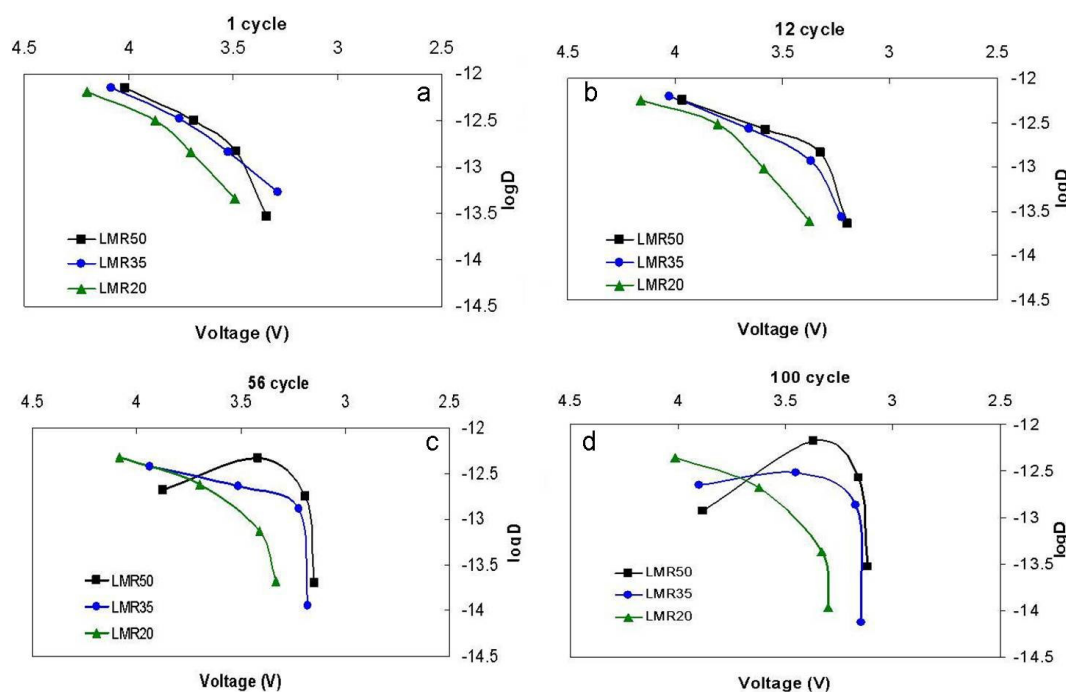 1 cycle
4.5 4 3.5 3 2.5
-12
-12.5
-13
-13.5
-14
-14.5
a
logD
LMR50
LMR35
LMR20
Voltage (V)
12 cycle
4.5 4 3.5 3 2.5
-12
-12.5
-13
-13.5
-14
-14.5
b
logD
LMR50
LMR35
LMR20
Voltage (V)
56 cycle
4.5 4 3.5 3 2.5
-12
-12.5
-13
-13.5
-14
-14.5
c
logD
LMR50
LMR35
LMR20
Voltage (V)
100 cycle
4.5 4 3.5 3 2.5
-12
-12.5
-13
-13.5
-14
-14.5
d
logD
LMR50
LMR35
LMR20
Voltage (V)